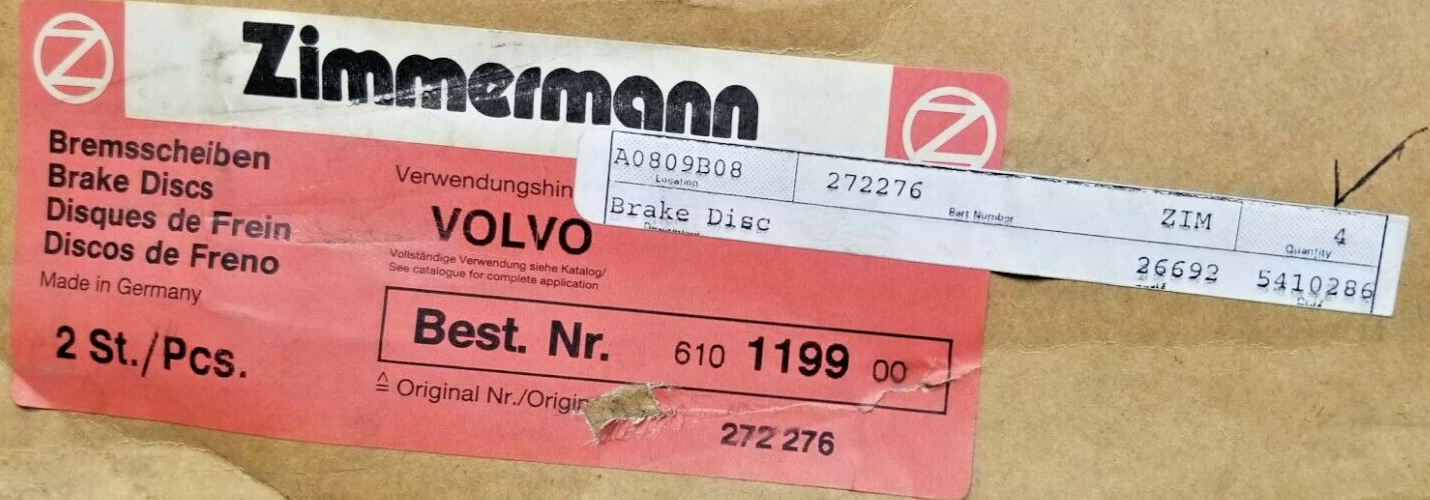 Z
Zimmermann
Z
Bremsscheiben
Brake Discs
Disques de Frein
Discos de Freno
Made in Germany
2 St./Pcs.
Verwendungshin
VOLVO
Vollständige Verwendung siehe Katalog/
See catalogue for complete application
Best. Nr. 610 1199 00
≙ Original Nr./Origin
272 276
A0809B08 272276 ZIM 4
Location Part Number Quantity
Brake Disc
26692 5410286